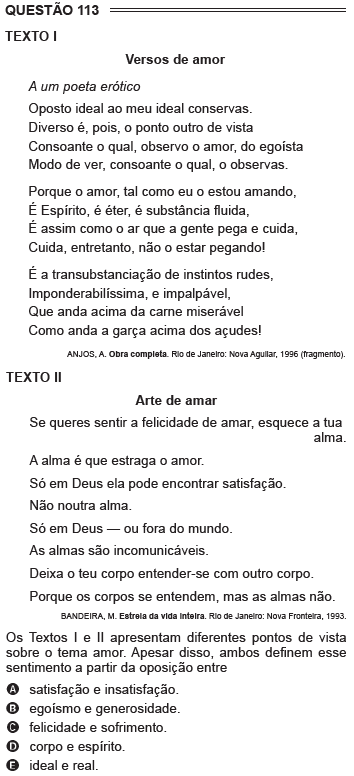 QUESTÃO 113
TEXTO I
Versos de amor
A um poeta erótico
Oposto ideal ao meu ideal conservas.
Diverso é, pois, o ponto outro de vista
Consoante o qual, observo o amor, do egoísta
Modo de ver, consoante o qual, o observas.
Porque o amor, tal como eu o estou amando,
É Espírito, é éter, é substância fluida,
É assim como o ar que a gente pega e cuida,
Cuida, entretanto, não o estar pegando!
É a transubstanciação de instintos rudes,
Imponderabilíssima, e impalpável,
Que anda acima da carne miserável
Como anda a garça acima dos açudes!
ANJOS, A. Obra completa. Rio de Janeiro: Nova Aguilar, 1996 (fragmento).
TEXTO II
Arte de amar
Se queres sentir a felicidade de amar, esquece a tua
alma.
A alma é que estraga o amor.
Só em Deus ela pode encontrar satisfação.
Não noutra alma.
Só em Deus — ou fora do mundo.
As almas são incomunicáveis.
Deixa o teu corpo entender-se com outro corpo.
Porque os corpos se entendem, mas as almas não.
BANDEIRA, M. Estrela da vida inteira. Rio de Janeiro: Nova Fronteira, 1993.
Os Textos I e II apresentam diferentes pontos de vista
sobre o tema amor. Apesar disso, ambos definem esse
sentimento a partir da oposição entre
A satisfação e insatisfação.
B egoísmo e generosidade.
C felicidade e sofrimento.
D corpo e espírito.
E ideal e real.